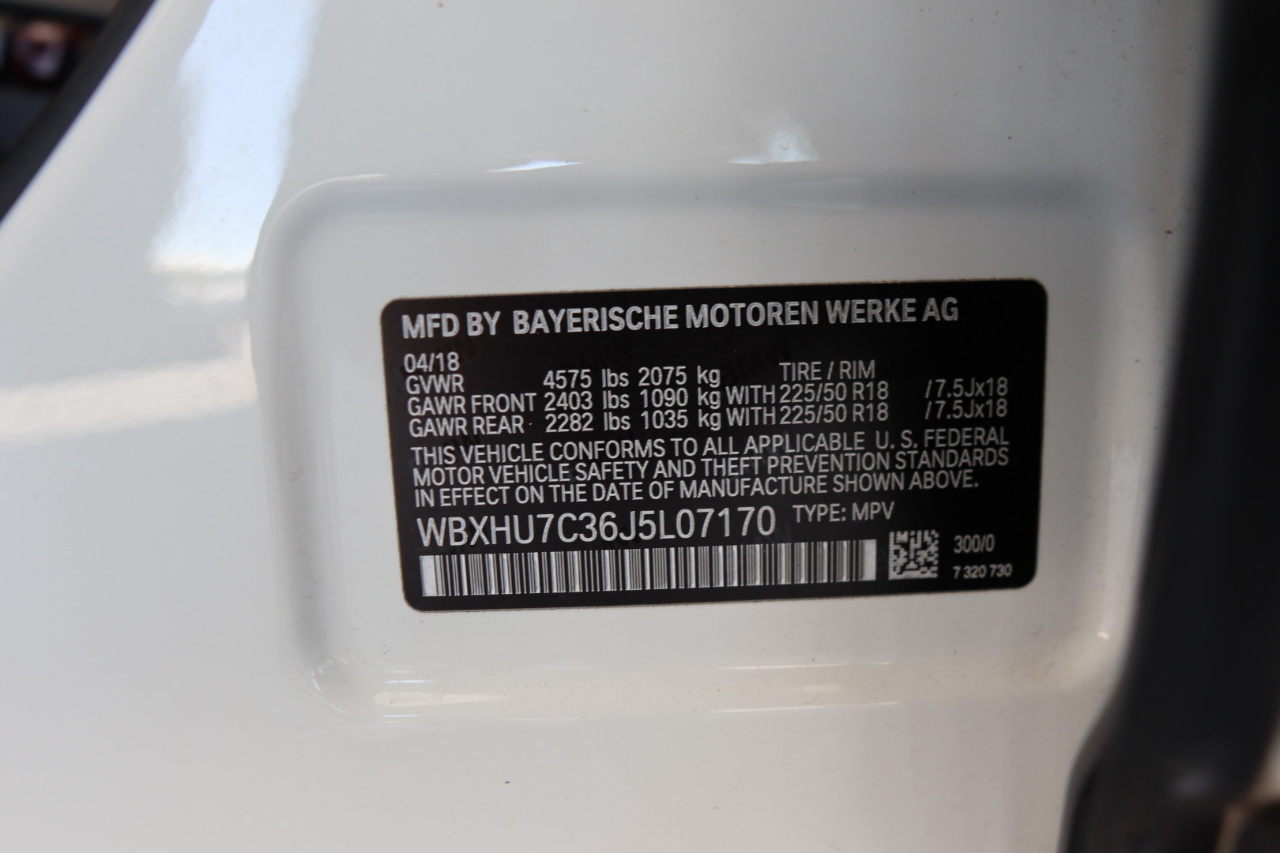 MFD BY BAYERISCHE MOTOREN WERKE AG
04/18 TIRE / RIM
GVWR 4575 lbs 2075 kg
GAWR FRONT 2403 lbs 1090 kg WITH 225/50 R18 /7.5Jx18
GAWR REAR 2282 lbs 1035 kg WITH 225/50 R18 /7.5Jx18
THIS VEHICLE CONFORMS TO ALL APPLICABLE U. S. FEDERAL
MOTOR VEHICLE SAFETY AND THEFT PREVENTION STANDARDS
IN EFFECT ON THE DATE OF MANUFACTURE SHOWN ABOVE.
WBXHU7C36J5L07170 TYPE: MPV
300/0
7 320 730